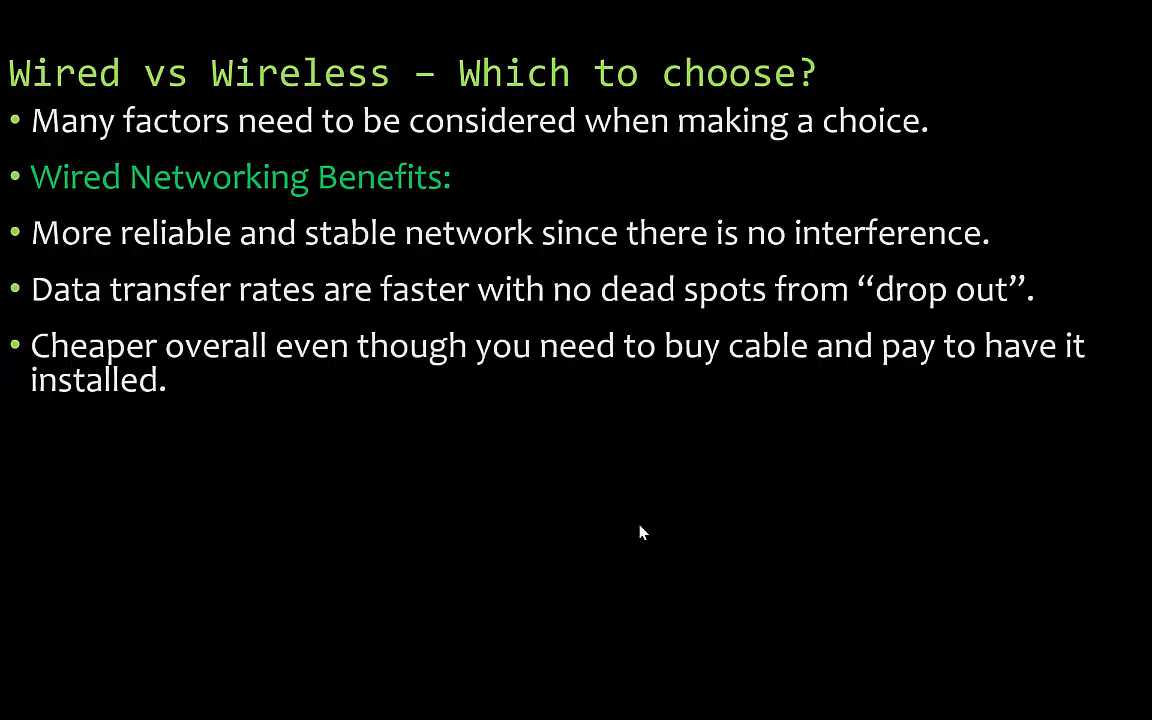 Wired vs Wireless – Which to choose?
• Many factors need to be considered when making a choice.
• Wired Networking Benefits:
• More reliable and stable network since there is no interference.
• Data transfer rates are faster with no dead spots from “drop out”.
• Cheaper overall even though you need to buy cable and pay to have it
installed.